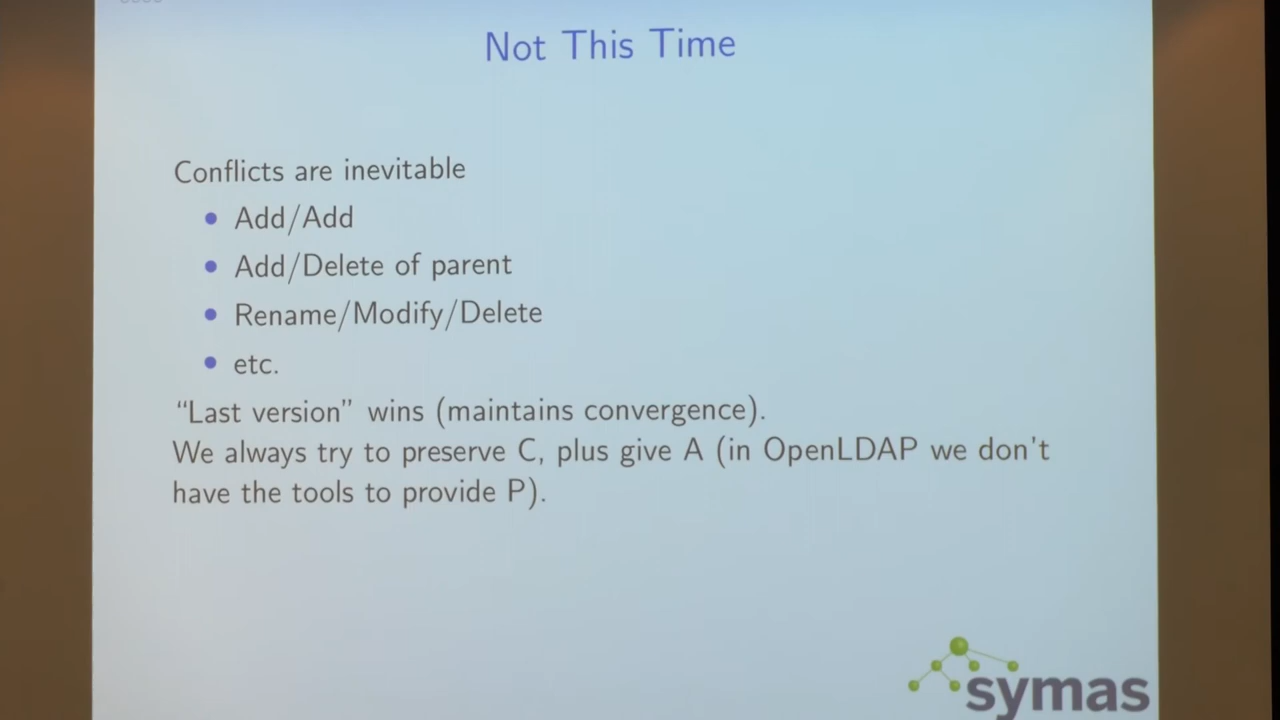 Not This Time
Conflicts are inevitable
Add/Add
Add/Delete of parent
Rename/Modify/Delete
etc.
“Last version” wins (maintains convergence).
We always try to preserve C, plus give A (in OpenLDAP we don't
have the tools to provide P).
symas